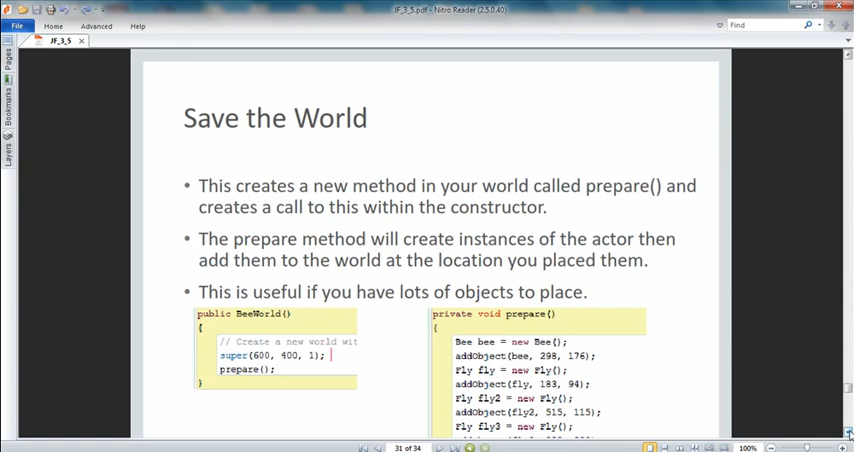 JF_3_5.pdf - Nitro Reader (2.5.0.40)
File Home Advanced Help
Find
JF_3_5
Pages
Bookmarks
Layers
Save the World
• This creates a new method in your world called prepare() and
creates a call to this within the constructor.
• The prepare method will create instances of the actor then
add them to the world at the location you placed them.
• This is useful if you have lots of objects to place.
public BeeWorld()
{
// Create a new world wit
super(600, 400, 1);
prepare();
}
private void prepare()
{
Bee bee = new Bee();
addObject(bee, 298, 176);
Fly fly = new Fly();
addObject(fly, 183, 94);
Fly fly2 = new Fly();
addObject(fly2, 515, 115);
Fly fly3 = new Fly();
31 of 34
100%